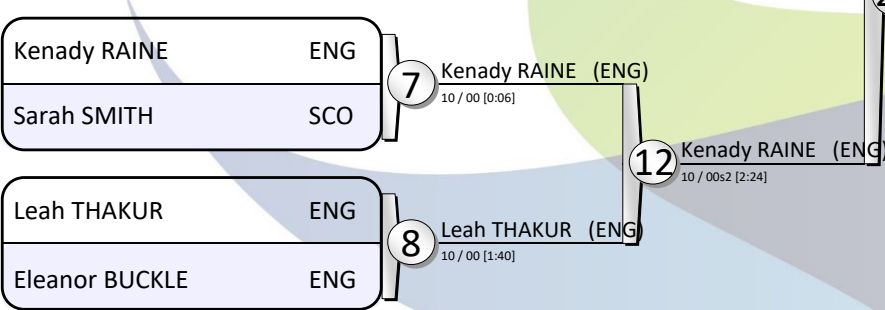 Kenady RAINE ENG
Sarah SMITH SCO
7
Kenady RAINE (ENG)
10 / 00 [0:06]
12
Kenady RAINE (ENG)
10 / 00s2 [2:24]
Leah THAKUR ENG
Eleanor BUCKLE ENG
8
Leah THAKUR (ENG)
10 / 00 [1:40]